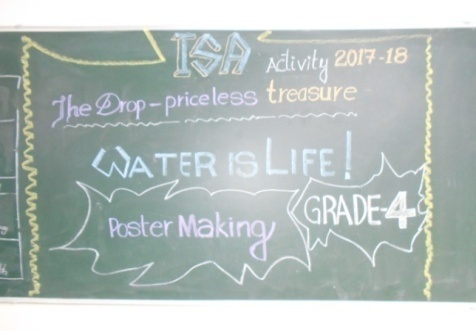 ISA Activity 2017-18
The Drop - priceless treasure
WATER IS LIFE!
Poster Making
GRADE-4